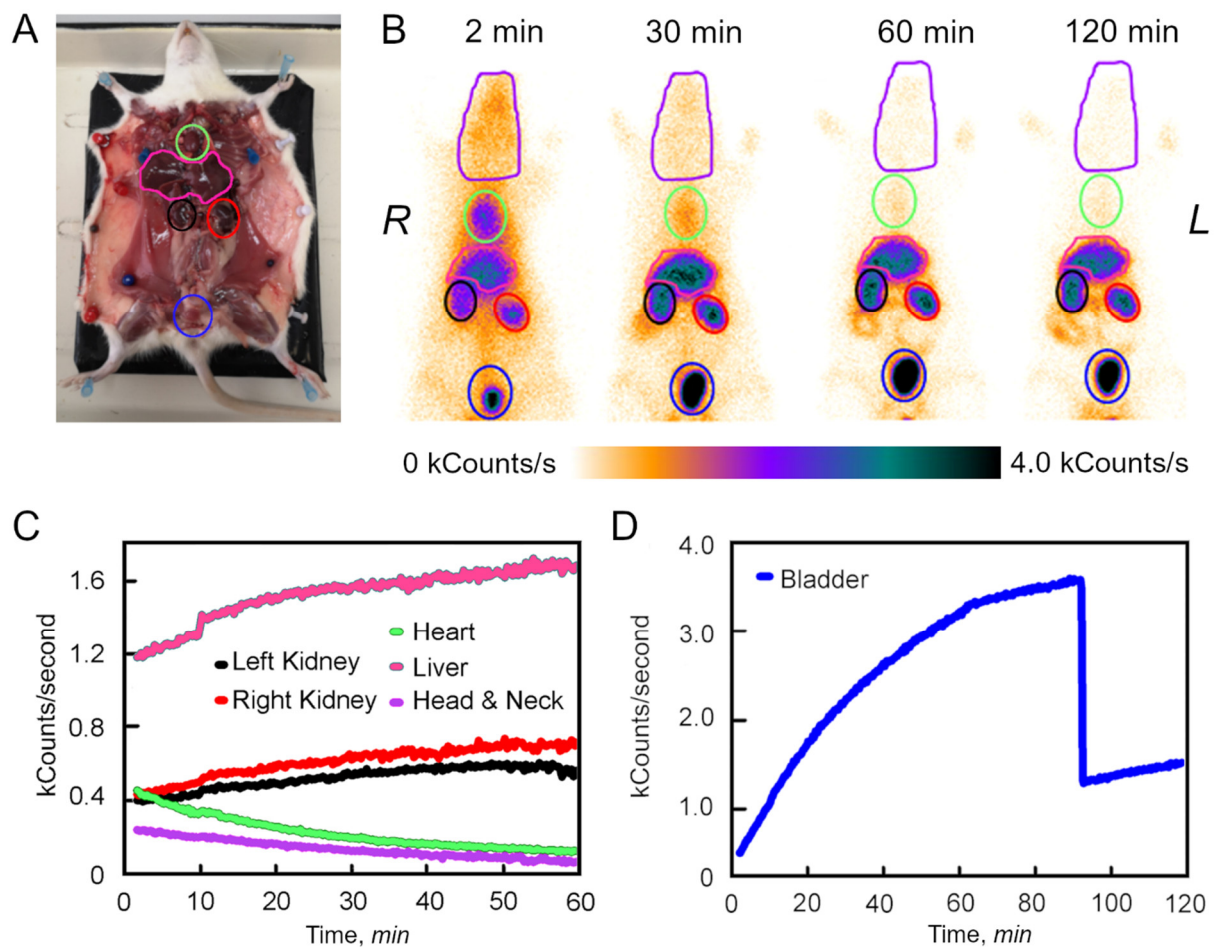 A
B
2 min
30 min
60 min
120 min
R
L
0 kCounts/s
4.0 kCounts/s
C
D
kCounts/second
1.6
1.2
0.8
0.4
0
Heart
Left Kidney
Liver
Right Kidney
Head & Neck
0
10
20
30
40
50
60
Time, min
kCounts/second
4.0
3.0
2.0
1.0
0
Bladder
0
20
40
60
80
100
120
Time, min